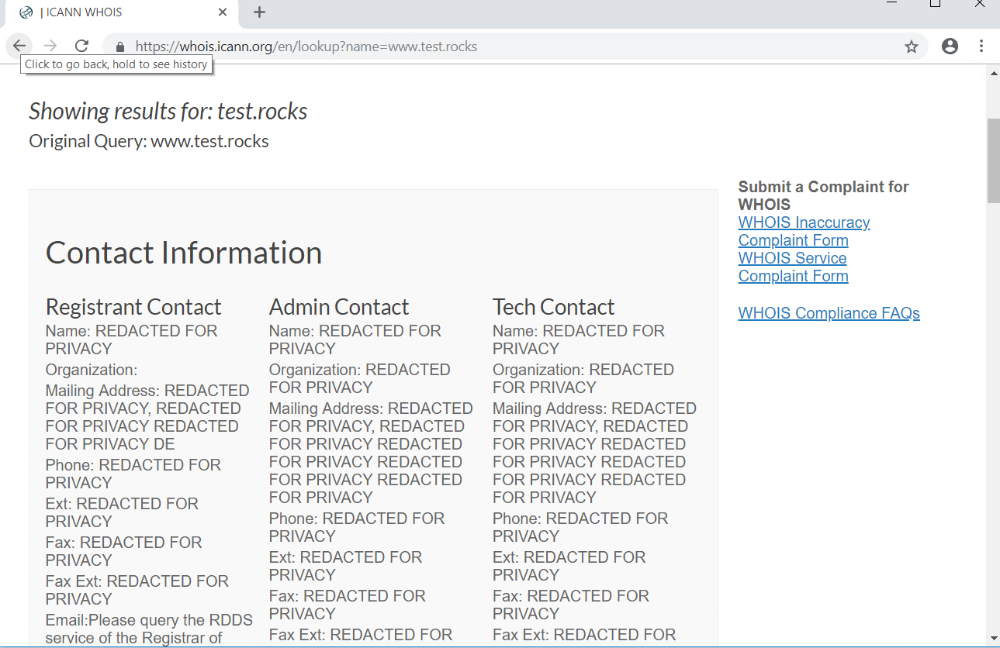 | ICANN WHOIS
https://whois.icann.org/en/lookup?name=www.test.rocks
Click to go back, hold to see history
Showing results for: test.rocks
Original Query: www.test.rocks
Contact Information
Registrant Contact
Name: REDACTED FOR
PRIVACY
Organization:
Mailing Address: REDACTED
FOR PRIVACY, REDACTED
FOR PRIVACY REDACTED
FOR PRIVACY DE
Phone: REDACTED FOR
PRIVACY
Ext: REDACTED FOR
PRIVACY
Fax: REDACTED FOR
PRIVACY
Fax Ext: REDACTED FOR
PRIVACY
Email:Please query the RDDS
service of the Registrar of
Admin Contact
Name: REDACTED FOR
PRIVACY
Organization: REDACTED
FOR PRIVACY
Mailing Address: REDACTED
FOR PRIVACY, REDACTED
FOR PRIVACY REDACTED
FOR PRIVACY REDACTED
FOR PRIVACY REDACTED
FOR PRIVACY
Phone: REDACTED FOR
PRIVACY
Ext: REDACTED FOR
PRIVACY
Fax: REDACTED FOR
PRIVACY
Fax Ext: REDACTED FOR
Tech Contact
Name: REDACTED FOR
PRIVACY
Organization: REDACTED
FOR PRIVACY
Mailing Address: REDACTED
FOR PRIVACY, REDACTED
FOR PRIVACY REDACTED
FOR PRIVACY REDACTED
FOR PRIVACY REDACTED
FOR PRIVACY
Phone: REDACTED FOR
PRIVACY
Ext: REDACTED FOR
PRIVACY
Fax: REDACTED FOR
PRIVACY
Fax Ext: REDACTED FOR
Submit a Complaint for
WHOIS
WHOIS Inaccuracy
Complaint Form
WHOIS Service
Complaint Form
WHOIS Compliance FAQs